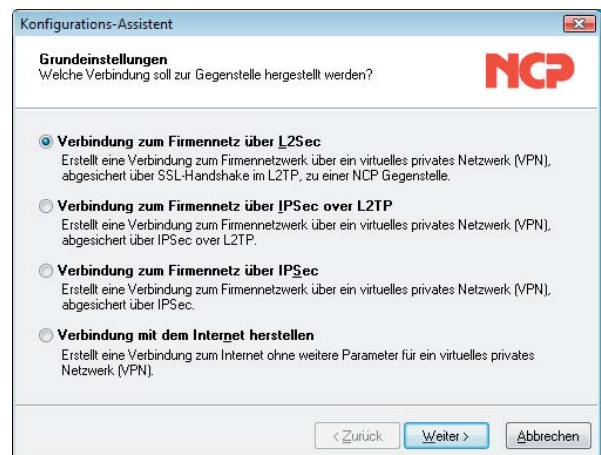 Konfigurations-Assistent
Grundeinstellungen
Welche Verbindung soll zur Gegenstelle hergestellt werden?
NCP
Verbindung zum Firmennetz über L2Sec
Erstellt eine Verbindung zum Firmennetzwerk über ein virtuelles privates Netzwerk (VPN),
abgesichert über SSL-Handshake im L2TP, zu einer NCP Gegenstelle.
Verbindung zum Firmennetz über IPSec over L2TP
Erstellt eine Verbindung zum Firmennetzwerk über ein virtuelles privates Netzwerk (VPN),
abgesichert über IPSec over L2TP.
Verbindung zum Firmennetz über IPSec
Erstellt eine Verbindung zum Firmennetzwerk über ein virtuelles privates Netzwerk (VPN),
abgesichert über IPSec.
Verbindung mit dem Internet herstellen
Erstellt eine Verbindung zum Internet ohne weitere Parameter für ein virtuelles privates
Netzwerk (VPN).
< Zurück Weiter > Abbrechen